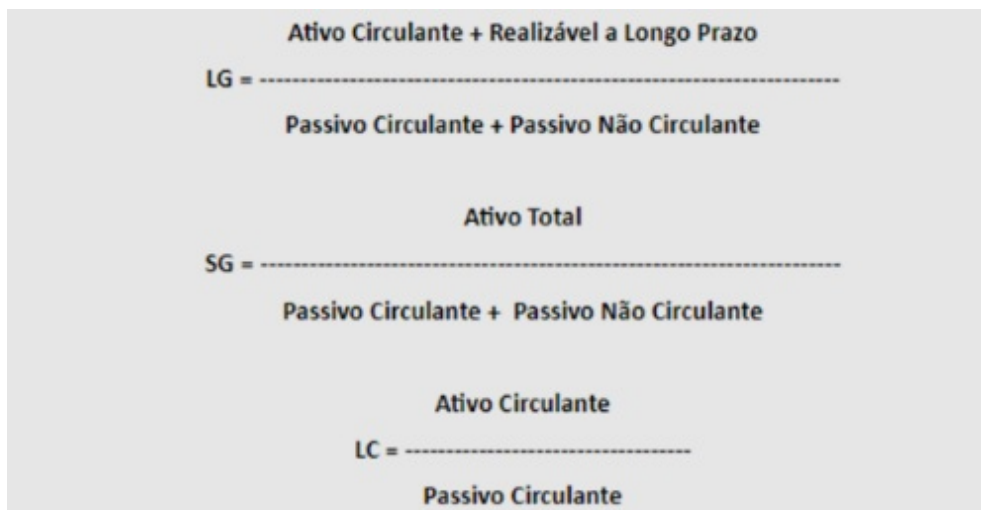 Ativo Circulante + Realizável a Longo Prazo
LG = ----------------------------------------------------------------------
Passivo Circulante + Passivo Não Circulante
Ativo Total
SG = ----------------------------------------------------------------------
Passivo Circulante + Passivo Não Circulante
Ativo Circulante
LC = -----------------------------------
Passivo Circulante